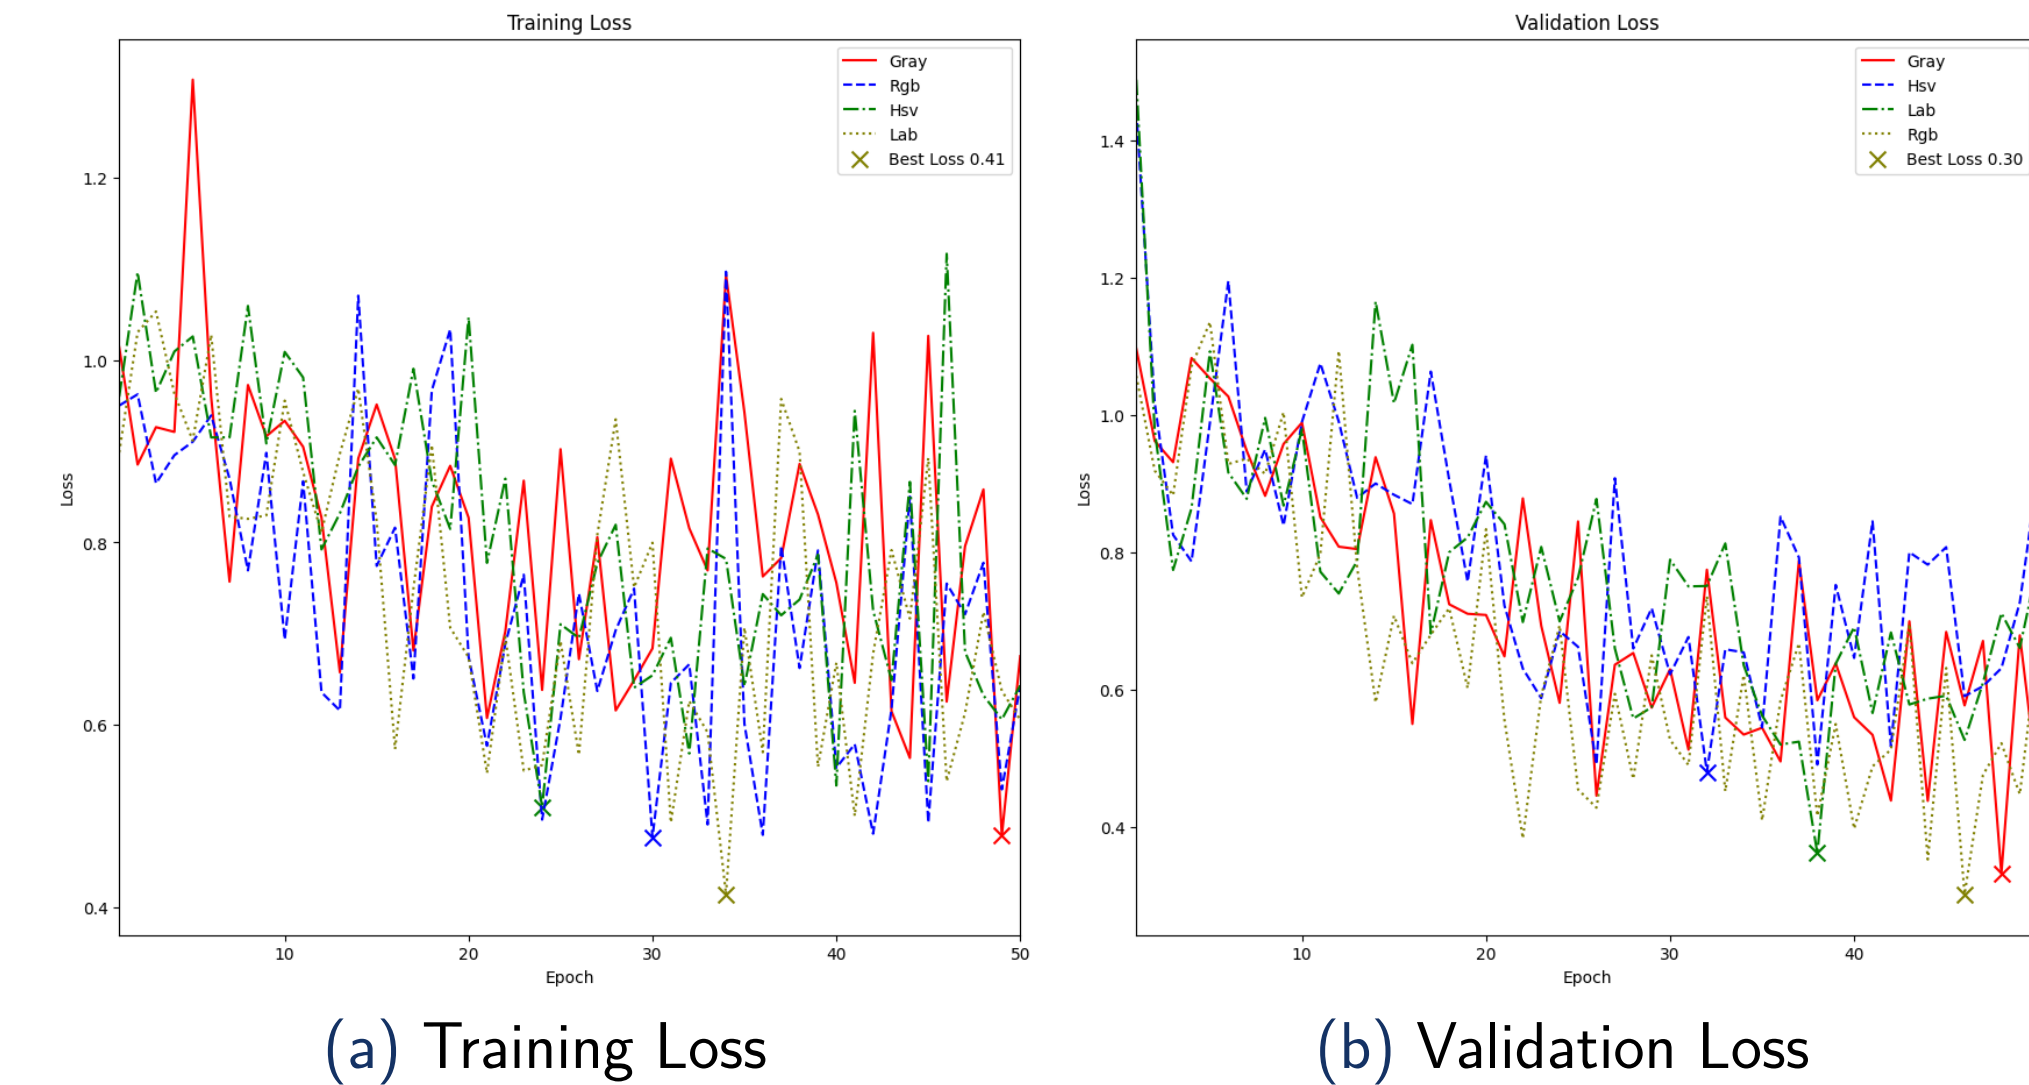 Training Loss
Gray
Rgb
Hsv
Lab
Best Loss 0.41
1.2
1.0
0.8
0.6
0.4
Loss
10 20 30 40 50
Epoch
(a) Training Loss
Validation Loss
Gray
Hsv
Lab
Rgb
Best Loss 0.30
1.4
1.2
1.0
0.8
0.6
0.4
Loss
10 20 30 40
Epoch
(b) Validation Loss